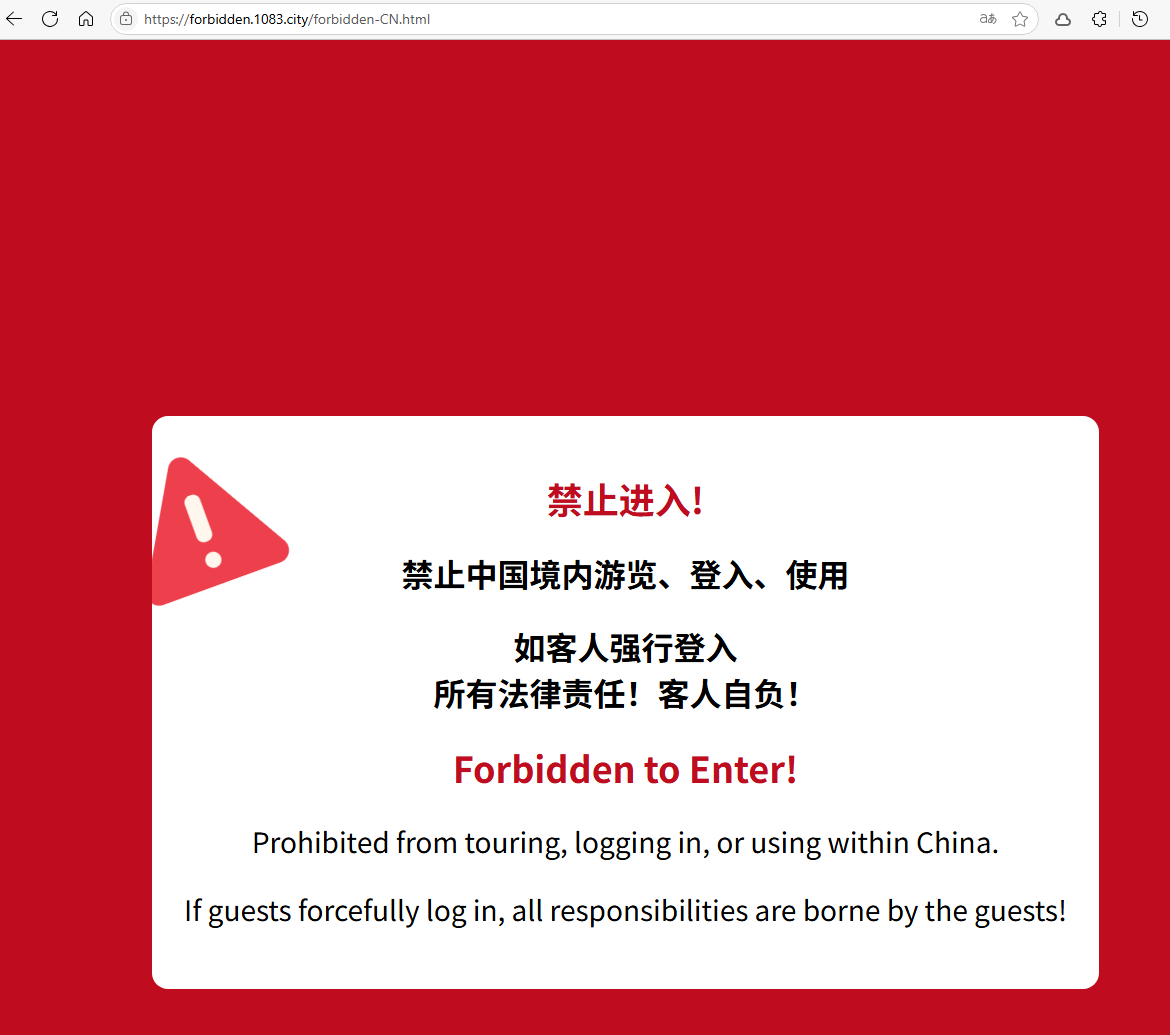 https://forbidden.1083.city/forbidden-CN.html
aあ
禁止进入!
禁止中国境内游览、登入、使用
如客人强行登入
所有法律责任！客人自负！
Forbidden to Enter!
Prohibited from touring, logging in, or using within China.
If guests forcefully log in, all responsibilities are borne by the guests!